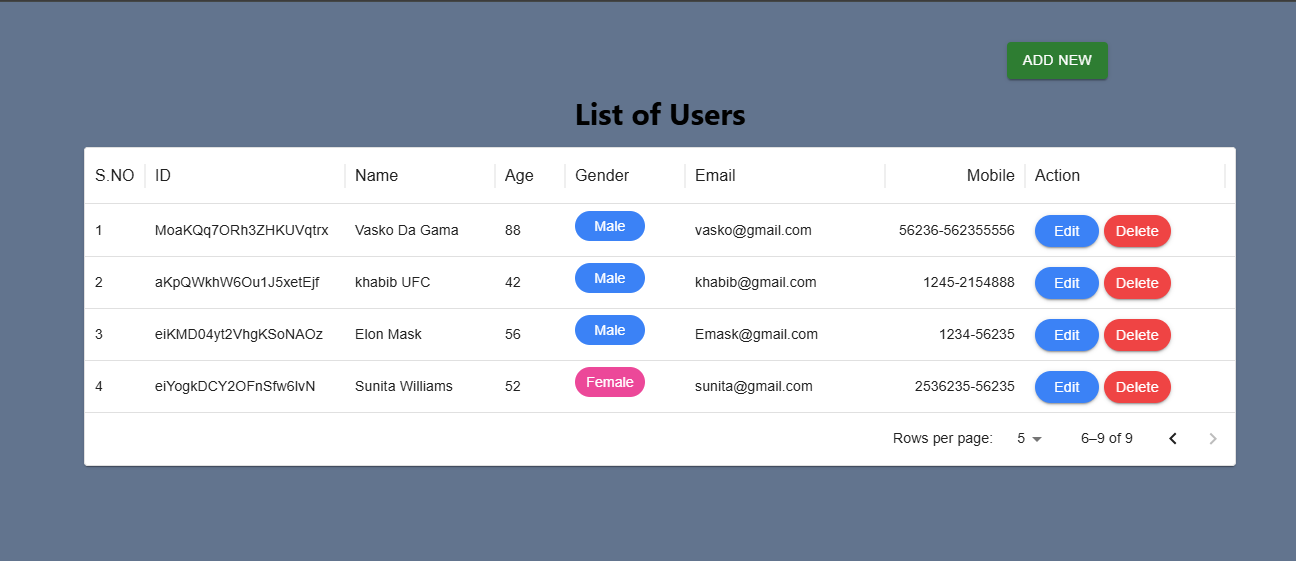 ADD NEW
List of Users
S.NO ID Name Age Gender Email Mobile Action
1 MoaKQq7ORh3ZHKUVqtrx Vasko Da Gama 88 Male vasko@gmail.com 56236-562355556 Edit Delete
2 aKpQWkhW6Ou1J5xetEjf khabib UFC 42 Male khabib@gmail.com 1245-2154888 Edit Delete
3 eiKMD04yt2VhgKSoNAOz Elon Mask 56 Male Emask@gmail.com 1234-56235 Edit Delete
4 eiYogkDCY2OFnSfw6lvN Sunita Williams 52 Female sunita@gmail.com 2536235-56235 Edit Delete
Rows per page: 5 6–9 of 9